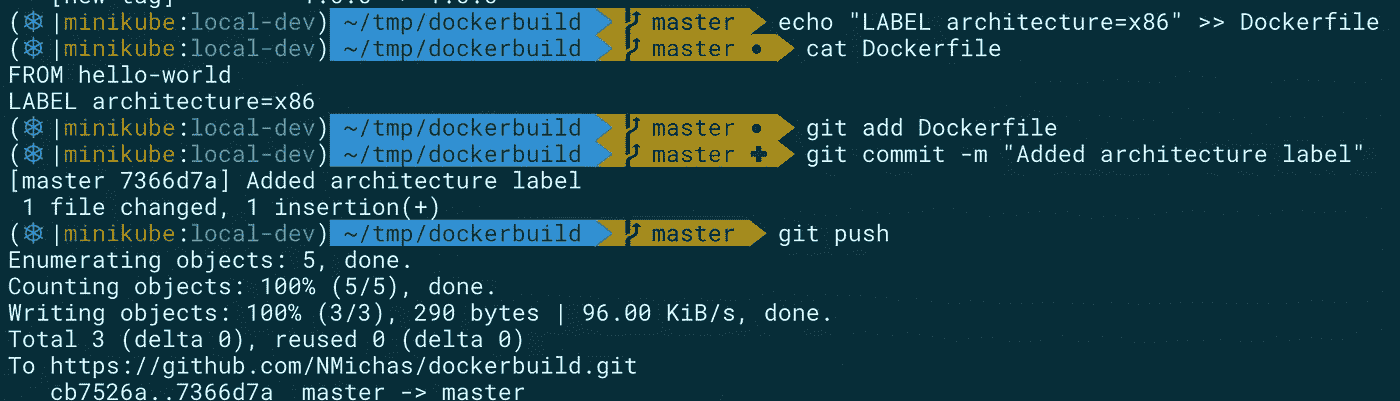 (☸ |minikube:local-dev) ~/tmp/dockerbuild master echo "LABEL architecture=x86" >> Dockerfile
(☸ |minikube:local-dev) ~/tmp/dockerbuild master ● cat Dockerfile
FROM hello-world
LABEL architecture=x86
(☸ |minikube:local-dev) ~/tmp/dockerbuild master ● git add Dockerfile
(☸ |minikube:local-dev) ~/tmp/dockerbuild master ✚ git commit -m "Added architecture label"
[master 7366d7a] Added architecture label
1 file changed, 1 insertion(+)
(☸ |minikube:local-dev) ~/tmp/dockerbuild master git push
Enumerating objects: 5, done.
Counting objects: 100% (5/5), done.
Writing objects: 100% (3/3), 290 bytes | 96.00 KiB/s, done.
Total 3 (delta 0), reused 0 (delta 0)
To https://github.com/NMichas/dockerbuild.git
cb7526a..7366d7a master -> master